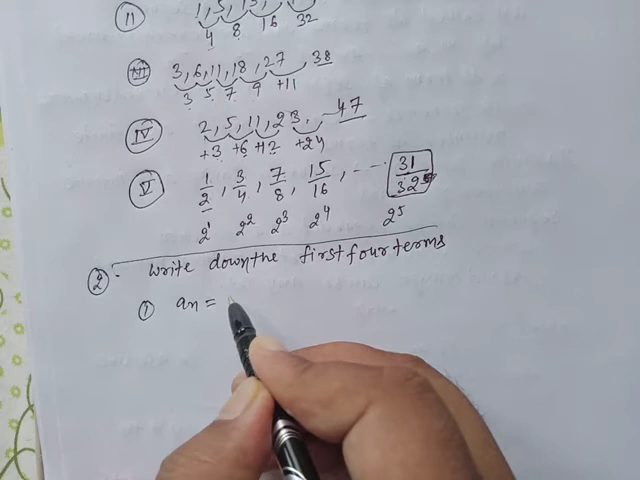 II 1, 5, 13,
4 8 16 32
III 3, 6, 11, 18, 27, 38
3 5 7 9 +11
IV 2, 5, 11, 23, -47
+3 +6 +12 +24
V 1/2, 3/4, 7/8, 15/16, ---- 31/32
2¹ 2² 2³ 2⁴ 2⁵
2. Write down the first four terms
1 an =